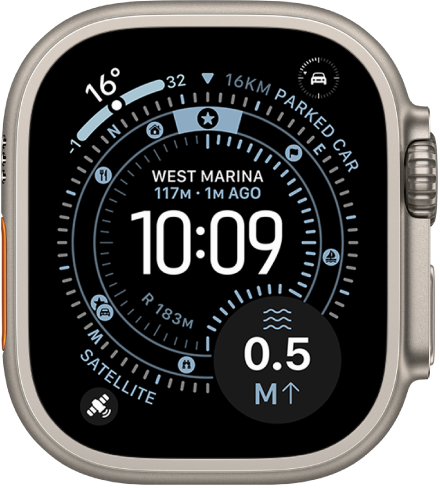 16°
-1
32
16KM PARKED CAR
N
E
WEST MARINA
117M · 1M AGO
10:09
R 183M
M
SATELLITE
0.5
M↑